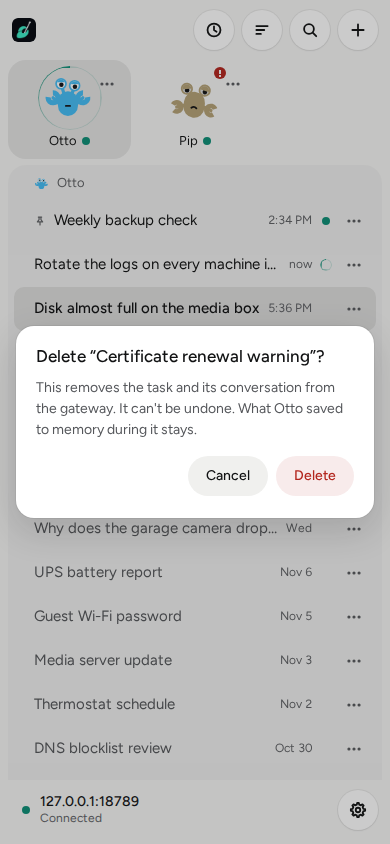 Otto
Pip
Otto
Weekly backup check 2:34 PM
Rotate the logs on every machine i... now
Disk almost full on the media box 5:36 PM
Delete “Certificate renewal warning”?
This removes the task and its conversation from
the gateway. It can't be undone. What Otto saved
to memory during it stays.
Cancel Delete
Why does the garage camera drop... Wed
UPS battery report Nov 6
Guest Wi-Fi password Nov 5
Media server update Nov 3
Thermostat schedule Nov 2
DNS blocklist review Oct 30
127.0.0.1:18789
Connected